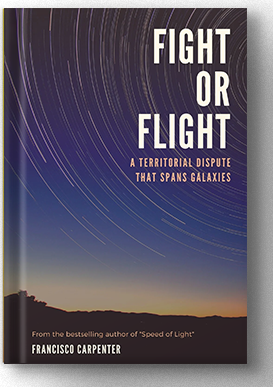 FIGHT
OR
FLIGHT
A TERRITORIAL DISPUTE
THAT SPANS GALAXIES
From the bestselling author of "Speed of Light"
FRANCISCO CARPENTER